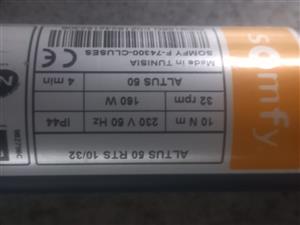 somfy
ALTUS 50 RTS 10/32
10 N m 230 V 50 Hz IP44
32 rpm 160 W
ALTUS 50 4 min
Made in TUNISIA
SOMFY F-74300-CLUSES
CE